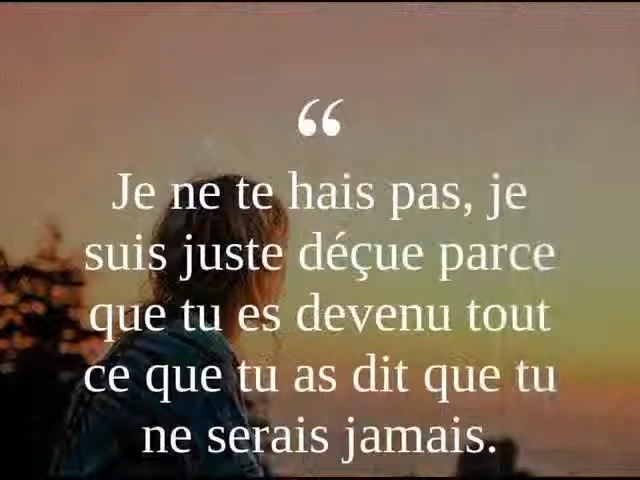 “
Je ne te hais pas, je
suis juste déçue parce
que tu es devenu tout
ce que tu as dit que tu
ne serais jamais.